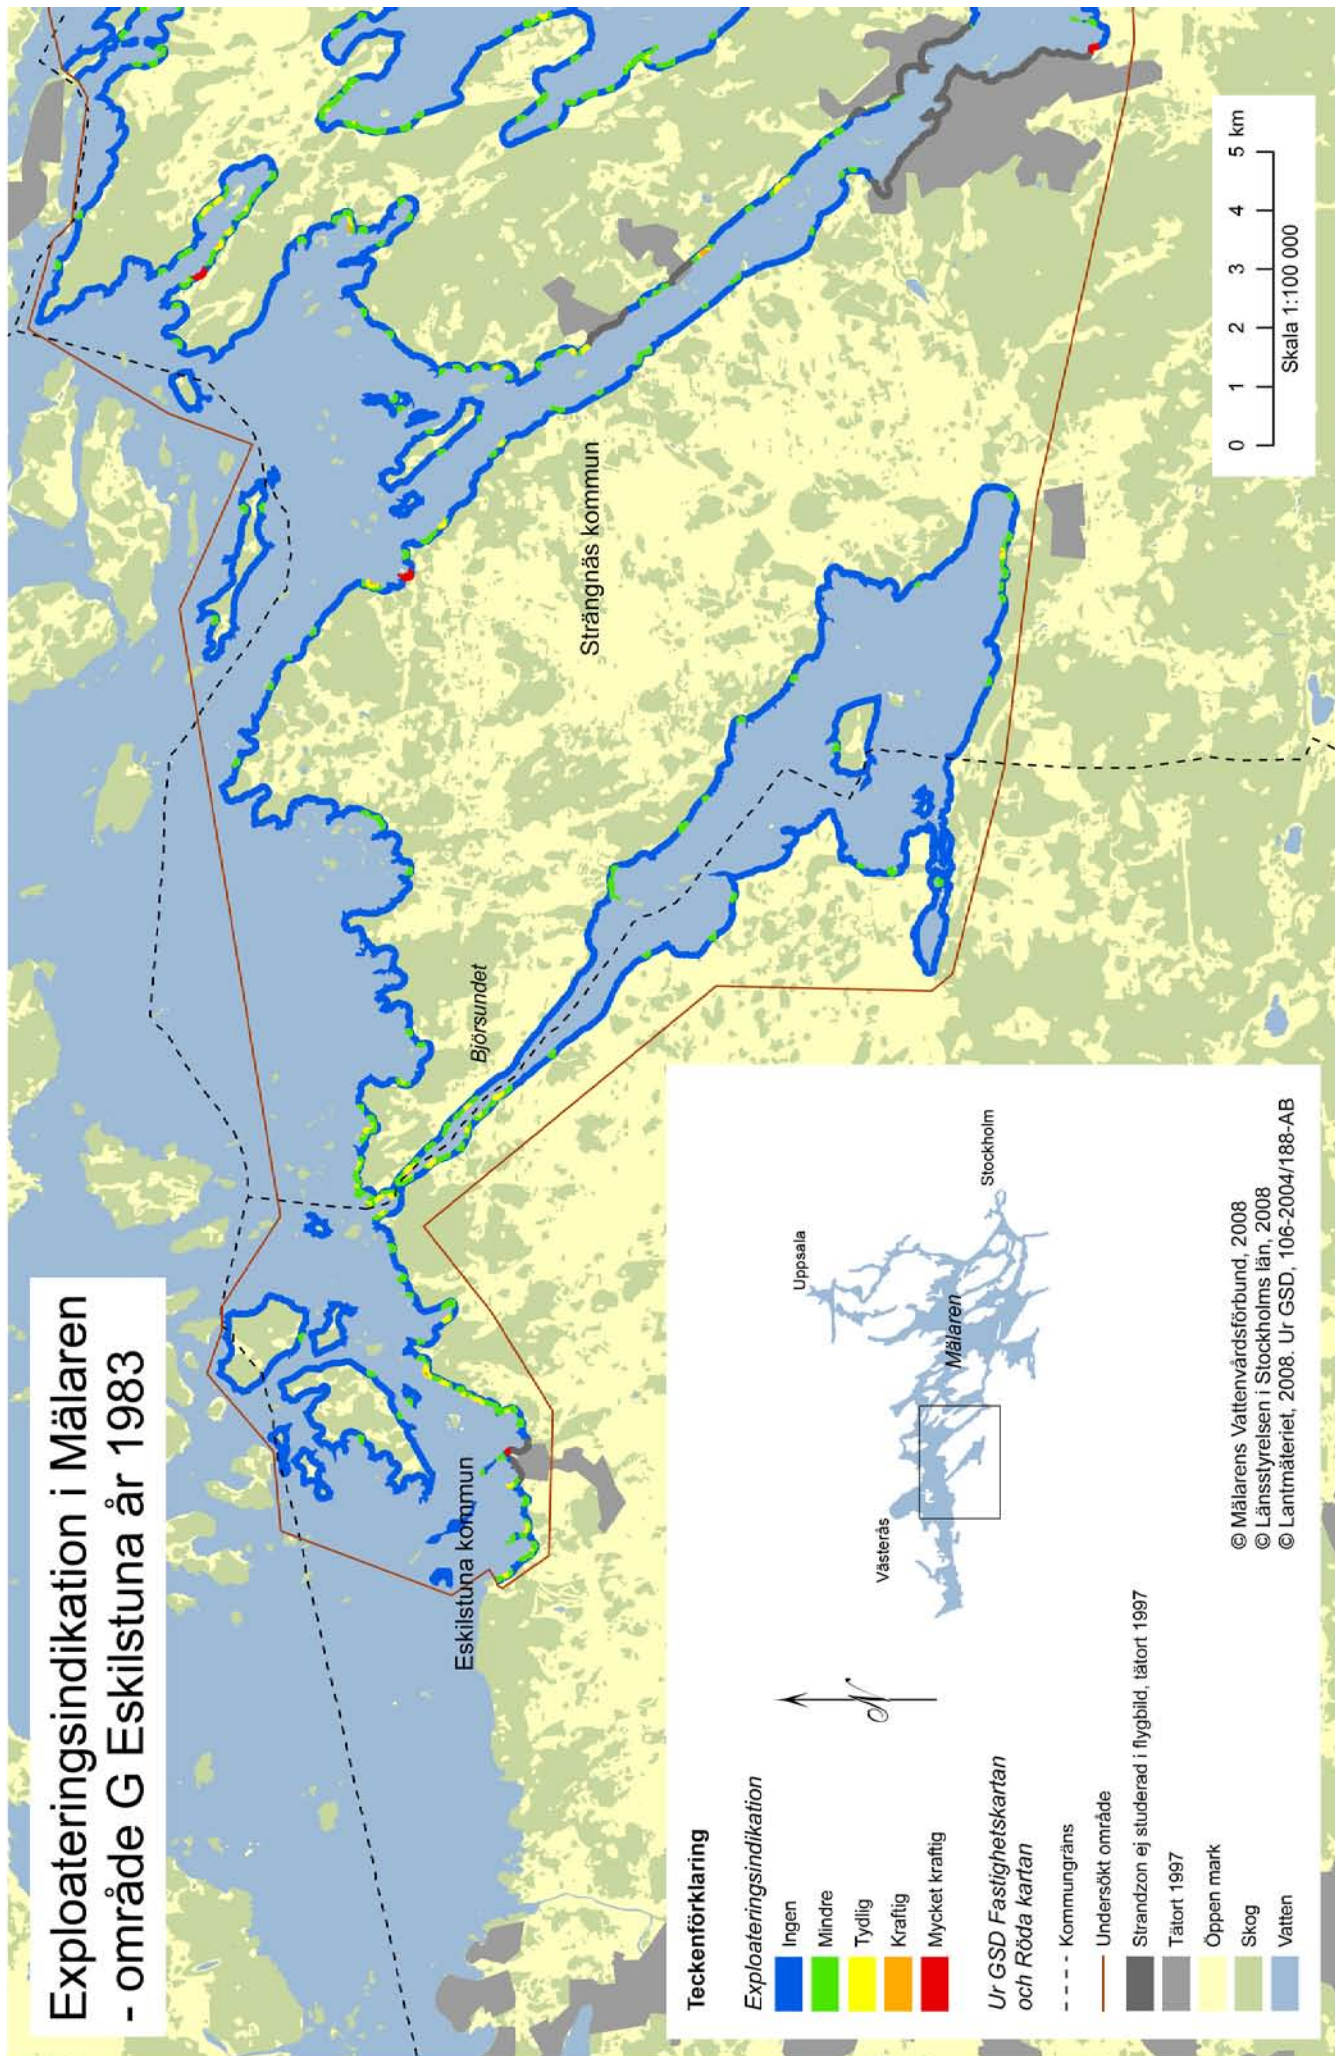 Exploateringsindikation i Mälaren
- område G Eskilstuna år 1983
Eskilstuna kommun
Björsundet
Strängnäs kommun
Teckenförklaring
Exploateringsindikation
Ingen
Mindre
Tydlig
Kraftig
Mycket kraftig
Ur GSD Fastighetskartan
och Röda kartan
Kommungräns
Undersökt område
Strandzon ej studerad i flygbild, tätort 1997
Tätort 1997
Öppen mark
Skog
Vatten
N
Västerås
Uppsala
Mälaren
Stockholm
© Mälarens Vattenvårdsförbund, 2008
© Länsstyrelsen i Stockholms län, 2008
© Lantmäteriet, 2008. Ur GSD, 106-2004/188-AB
0 1 2 3 4 5 km
Skala 1:100 000